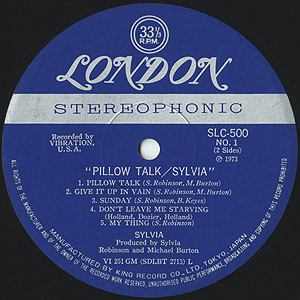 33⅓
R.P.M.
LONDON
STEREOPHONIC
Recorded by
VIBRATION,
U.S.A.
SLC-500
NO. 1
(2 Sides)
℗ 1973
"PILLOW TALK/SYLVIA"
1. PILLOW TALK (S. Robinson, M. Burton)
2. GIVE IT UP IN VAIN (S. Robinson, M. Burton)
3. SUNDAY (S. Robinson, B. Keyes)
4. DON'T LEAVE ME STARVING
(Holland, Dozier, Holland)
5. MY THING (S. Robinson)
SYLVIA
Produced by Sylvia
Robinson and Michael Burton
VI 251 GM (SDLBT 2713) L
MANUFACTURED BY KING RECORD CO., LTD. TOKYO, JAPAN
ALL RIGHTS OF THE MANUFACTURER AND OF THE OWNER OF THE RECORDED WORK RESERVED. UNAUTHORISED PUBLIC PERFORMANCE, BROADCASTING AND COPYING OF THIS RECORD PROHIBITED